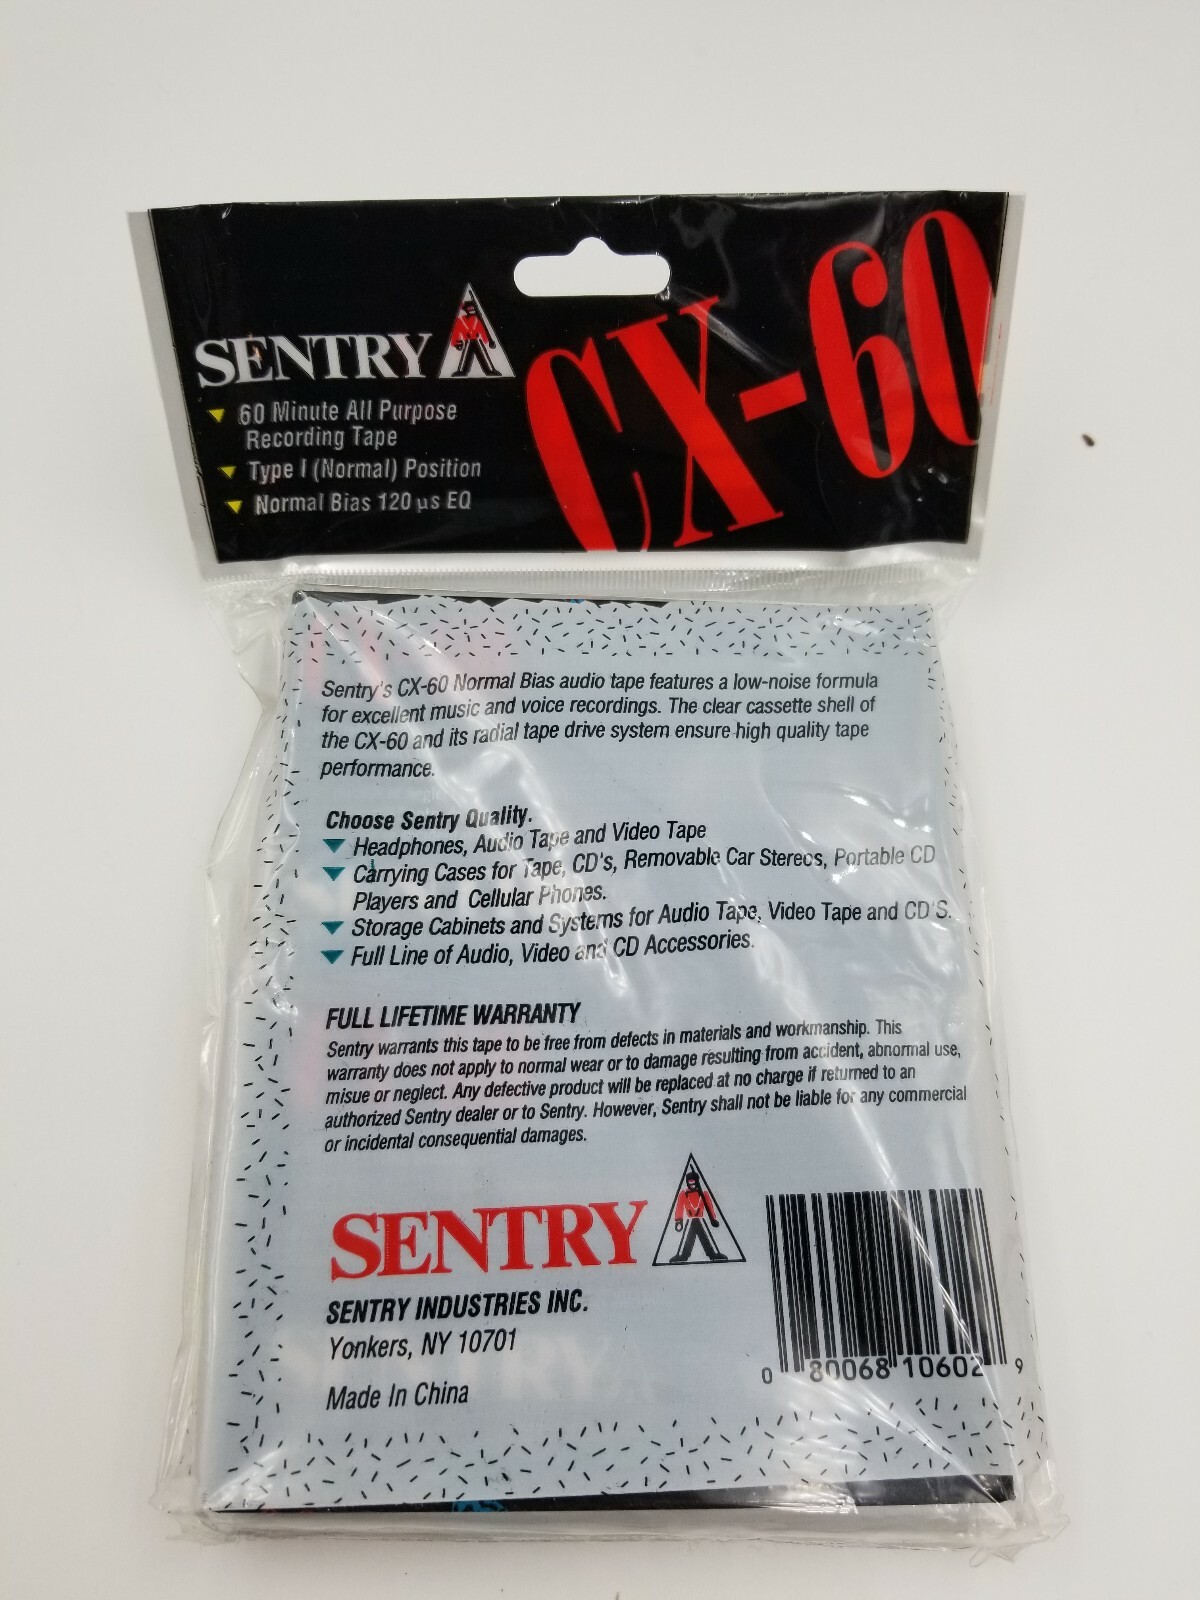 SENTRY
60 Minute All Purpose
Recording Tape
Type I (Normal) Position
Normal Bias 120 µs EQ
CX-60
Sentry's CX-60 Normal Bias audio tape features a low-noise formula
for excellent music and voice recordings. The clear cassette shell of
the CX-60 and its radial tape drive system ensure high quality tape
performance.
Choose Sentry Quality.
Headphones, Audio Tape and Video Tape
Carrying Cases for Tape, CD's, Removable Car Stereos, Portable CD
Players and Cellular Phones.
Storage Cabinets and Systems for Audio Tape, Video Tape and CD'S.
Full Line of Audio, Video and CD Accessories.
FULL LIFETIME WARRANTY
Sentry warrants this tape to be free from defects in materials and workmanship. This
warranty does not apply to normal wear or to damage resulting from accident, abnormal use,
misue or neglect. Any defective product will be replaced at no charge if returned to an
authorized Sentry dealer or to Sentry. However, Sentry shall not be liable for any commercial
or incidental consequential damages.
SENTRY
SENTRY INDUSTRIES INC.
Yonkers, NY 10701
Made In China
0 80068 10602 9